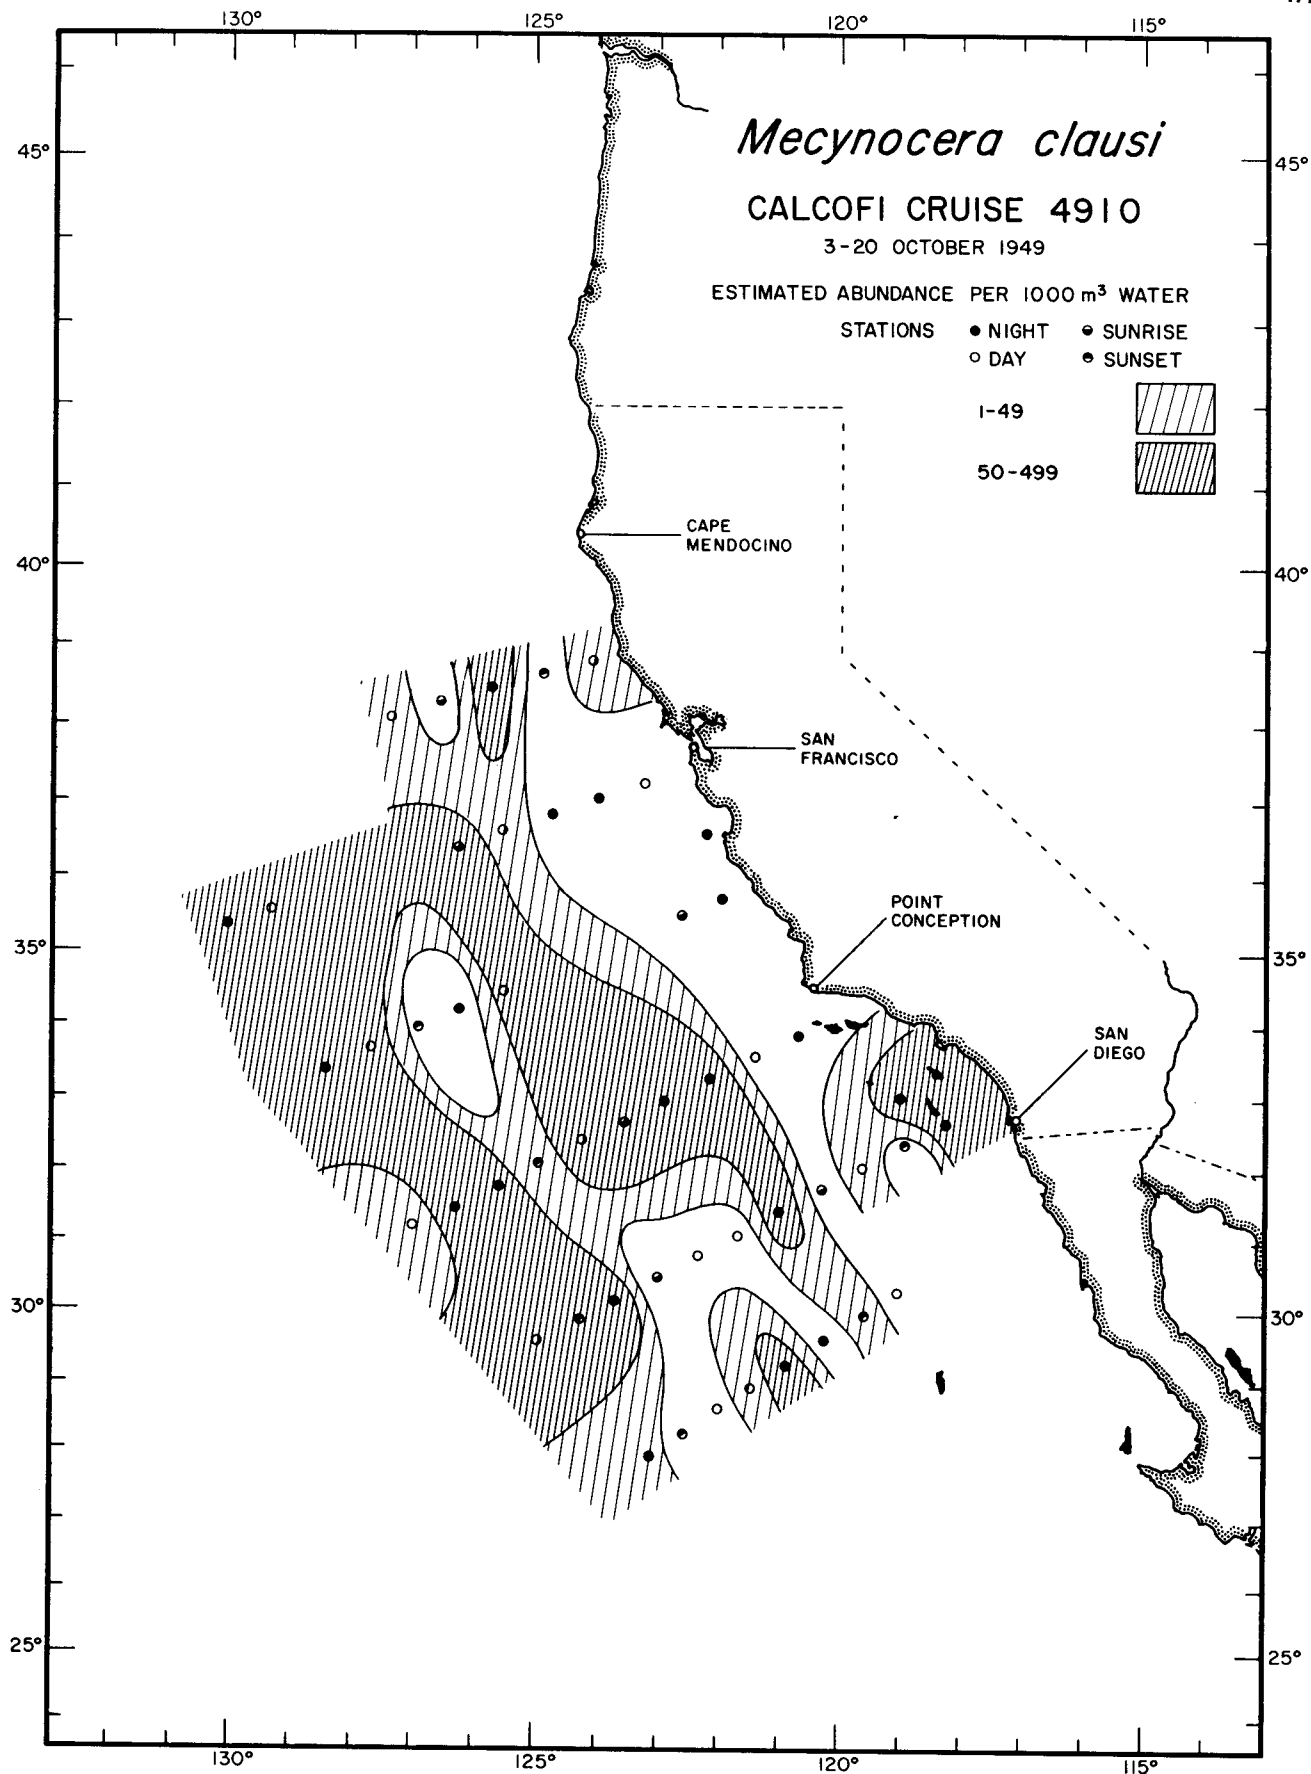 130° 125° 120° 115°
45° 45°
Mecynocera clausi
CALCOFI CRUISE 4910
3-20 OCTOBER 1949
ESTIMATED ABUNDANCE PER 1000 m³ WATER
STATIONS ● NIGHT ◒ SUNRISE
○ DAY ◓ SUNSET
1-49
50-499
CAPE
MENDOCINO
40° 40°
SAN
FRANCISCO
POINT
CONCEPTION
35° 35°
SAN
DIEGO
30° 30°
25° 25°
130° 125° 120° 115°